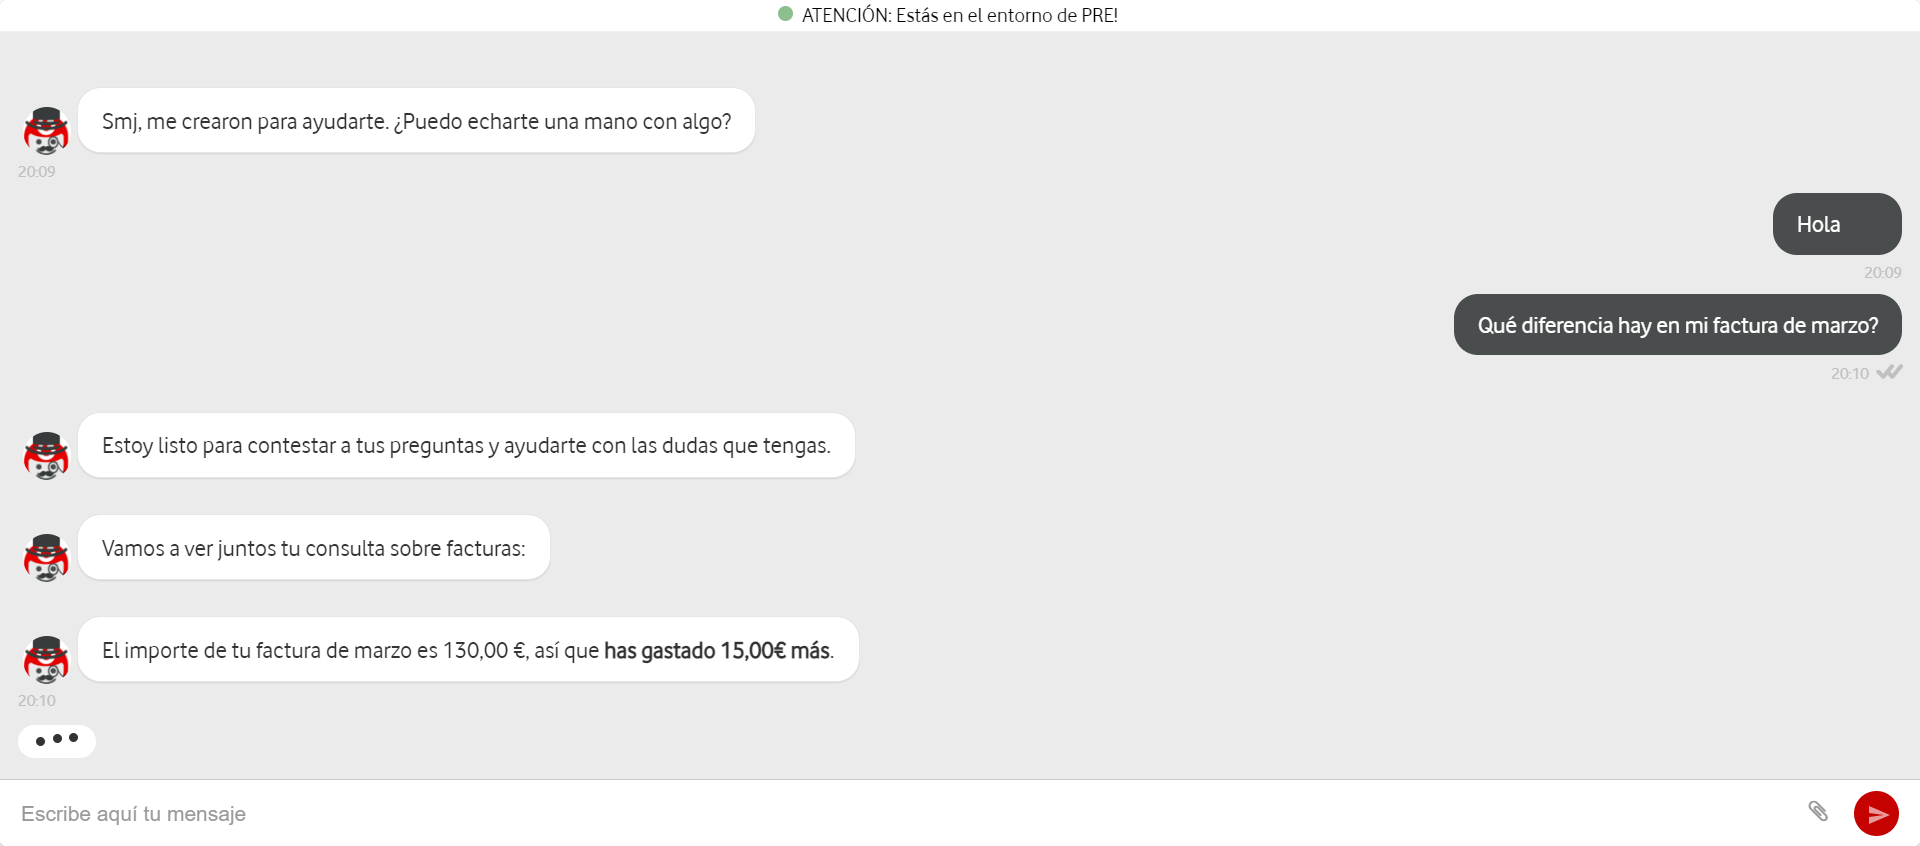 ATENCIÓN: Estás en el entorno de PRE!
Smj, me crearon para ayudarte. ¿Puedo echarte una mano con algo?
20:09
Hola
20:09
Qué diferencia hay en mi factura de marzo?
20:10
Estoy listo para contestar a tus preguntas y ayudarte con las dudas que tengas.
Vamos a ver juntos tu consulta sobre facturas:
El importe de tu factura de marzo es 130,00 €, así que has gastado 15,00€ más.
20:10
Escribe aquí tu mensaje